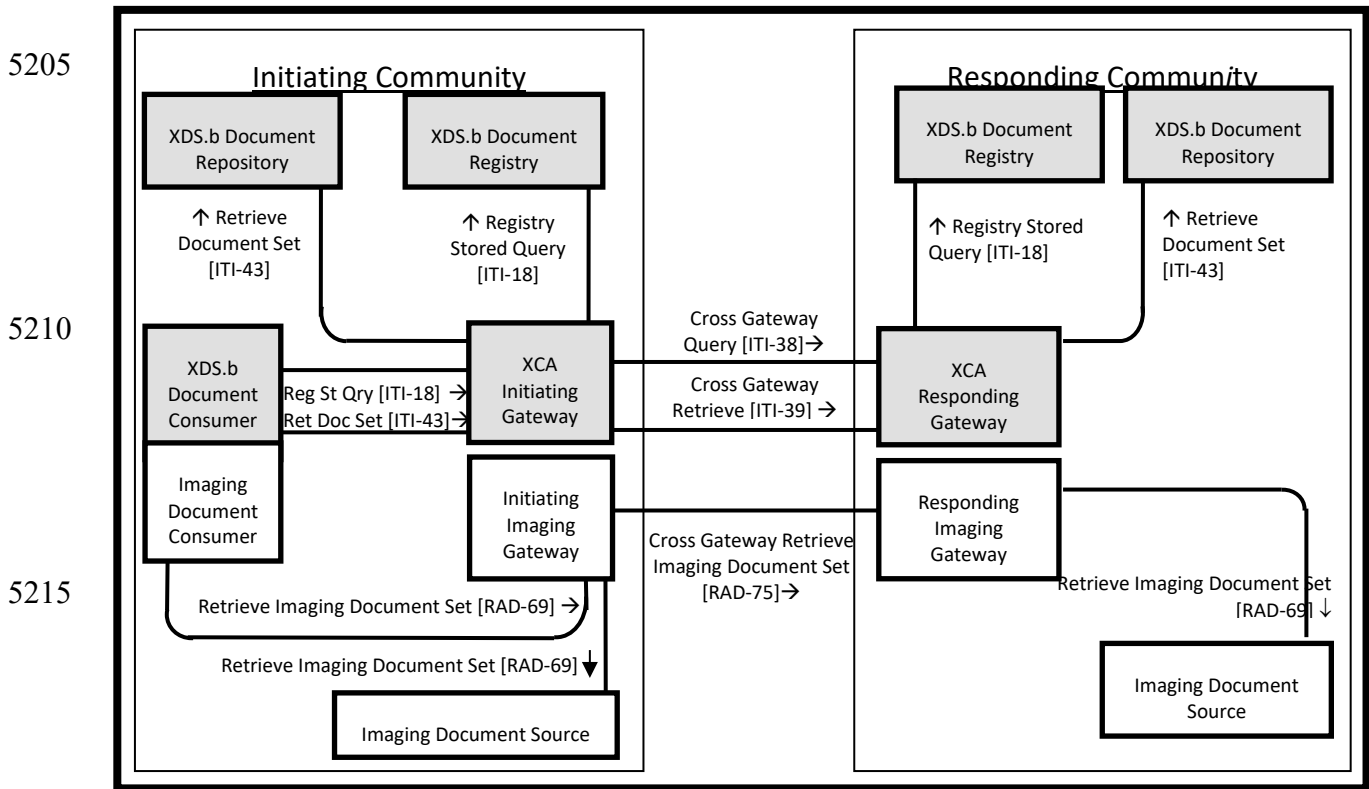 5205
Initiating Community
Responding Community
XDS.b Document
Repository
XDS.b Document
Registry
XDS.b Document
Registry
XDS.b Document
Repository
↑ Retrieve
Document Set
[ITI-43]
↑ Registry
Stored Query
[ITI-18]
↑ Registry Stored
Query [ITI-18]
↑ Retrieve
Document Set
[ITI-43]
5210
Cross Gateway
Query [ITI-38]→
XDS.b
Document
Consumer
Reg St Qry [ITI-18] →
Ret Doc Set [ITI-43]→
XCA
Initiating
Gateway
Cross Gateway
Retrieve [ITI-39] →
XCA
Responding
Gateway
Imaging
Document
Consumer
Initiating
Imaging
Gateway
Responding
Imaging
Gateway
Cross Gateway Retrieve
Imaging Document Set
[RAD-75]→
5215
Retrieve Imaging Document Set [RAD-69] →
Retrieve Imaging Document Set
[RAD-69] ↓
Retrieve Imaging Document Set [RAD-69] ↓
Imaging Document Source
Imaging Document
Source